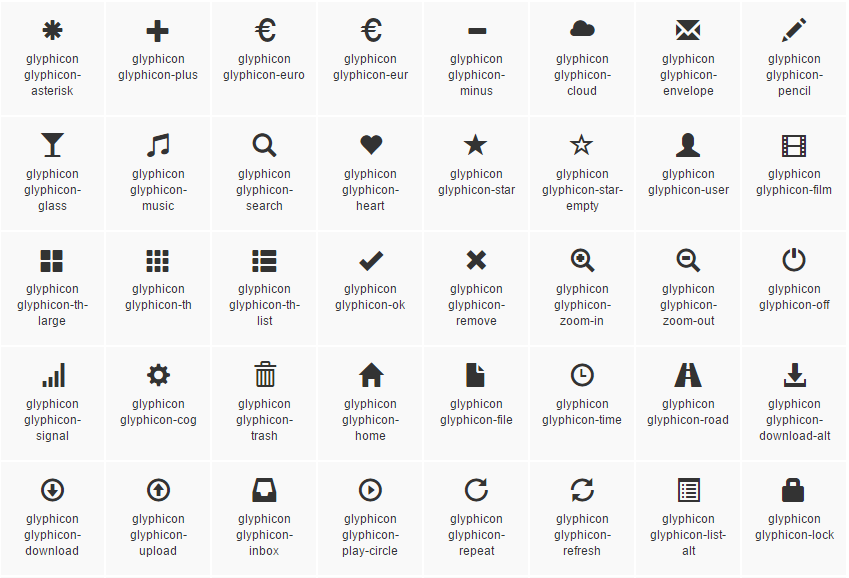 glyphicon
glyphicon-
asterisk
glyphicon
glyphicon-plus
glyphicon
glyphicon-euro
glyphicon
glyphicon-eur
glyphicon
glyphicon-
minus
glyphicon
glyphicon-
cloud
glyphicon
glyphicon-
envelope
glyphicon
glyphicon-
pencil
glyphicon
glyphicon-
glass
glyphicon
glyphicon-
music
glyphicon
glyphicon-
search
glyphicon
glyphicon-
heart
glyphicon
glyphicon-star
glyphicon
glyphicon-star-
empty
glyphicon
glyphicon-user
glyphicon
glyphicon-film
glyphicon
glyphicon-th-
large
glyphicon
glyphicon-th
glyphicon
glyphicon-th-
list
glyphicon
glyphicon-ok
glyphicon
glyphicon-
remove
glyphicon
glyphicon-
zoom-in
glyphicon
glyphicon-
zoom-out
glyphicon
glyphicon-off
glyphicon
glyphicon-
signal
glyphicon
glyphicon-cog
glyphicon
glyphicon-
trash
glyphicon
glyphicon-
home
glyphicon
glyphicon-file
glyphicon
glyphicon-time
glyphicon
glyphicon-road
glyphicon
glyphicon-
download-alt
glyphicon
glyphicon-
download
glyphicon
glyphicon-
upload
glyphicon
glyphicon-
inbox
glyphicon
glyphicon-
play-circle
glyphicon
glyphicon-
repeat
glyphicon
glyphicon-
refresh
glyphicon
glyphicon-list-
alt
glyphicon
glyphicon-lock